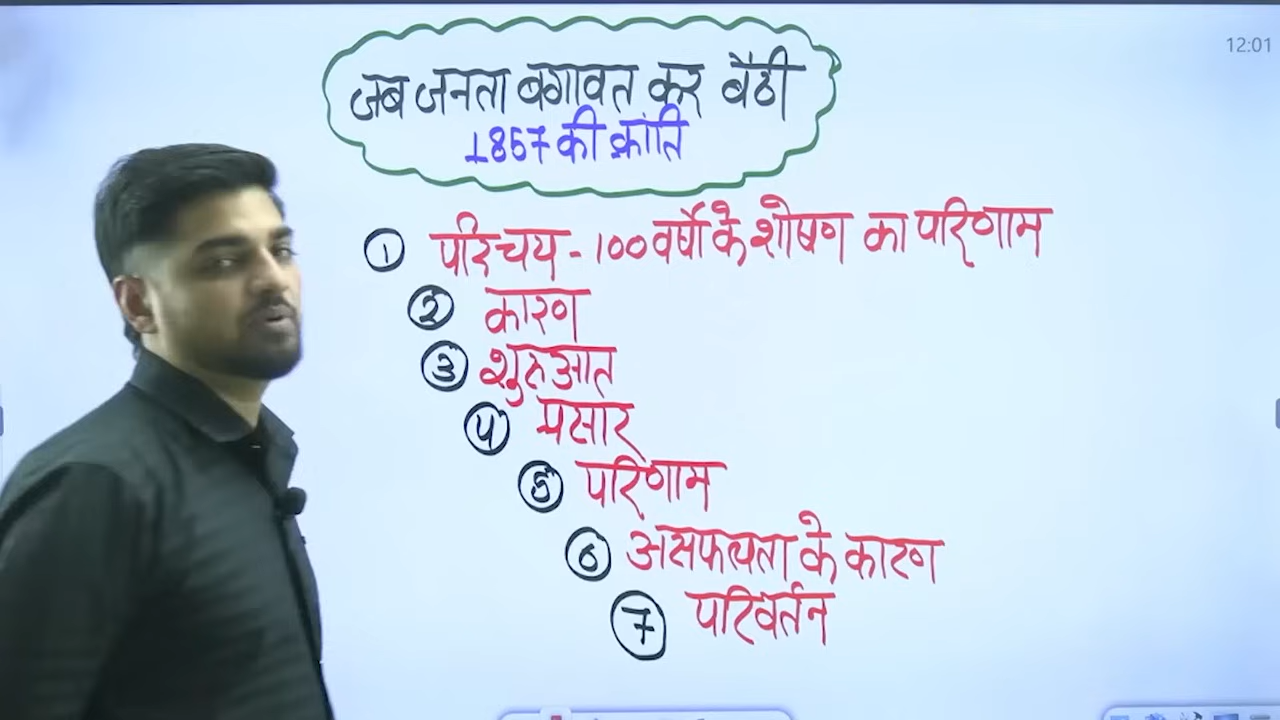 जब जनता बगावत कर बैठी
1857 की क्रांति
12:01
① परिचय - 100 वर्षों के शोषण का परिणाम
② कारण
③ शुरुआत
④ प्रसार
⑤ परिणाम
⑥ असफलता के कारण
⑦ परिवर्तन